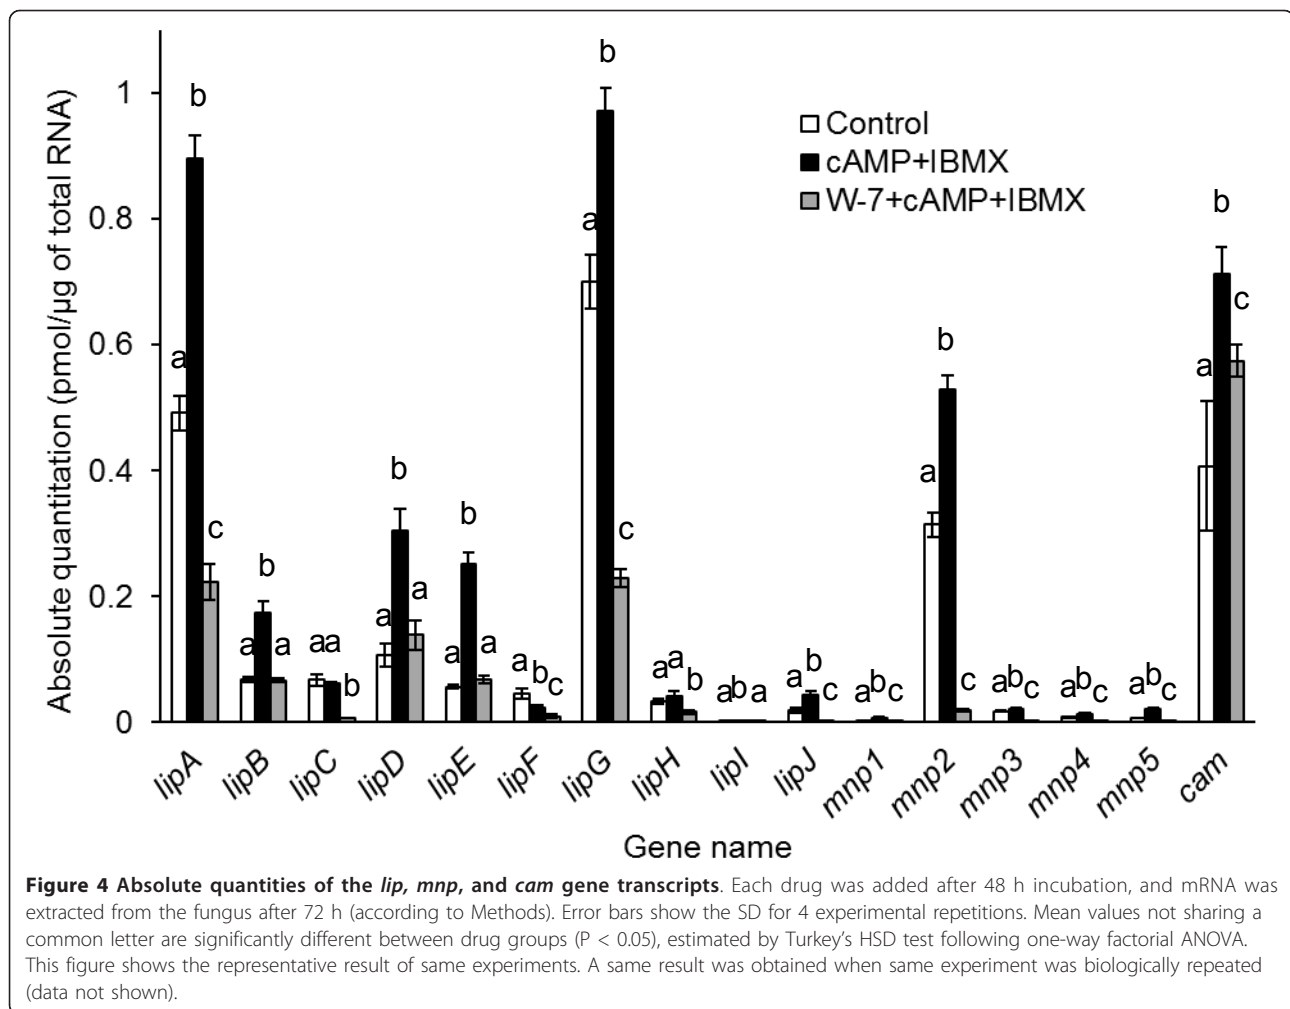 Absolute quantitation (pmol/µg of total RNA)
1
0.8
0.6
0.4
0.2
0
Control
cAMP+IBMX
W-7+cAMP+IBMX
a b c
a b a
a a b
a b a
a b a
a b c
a b c
a a b
a b a
a b c
a b c
a b c
a b c
a b c
a b c
a b c
lipA lipB lipC lipD lipE lipF lipG lipH lipI lipJ mnp1 mnp2 mnp3 mnp4 mnp5 cam
Gene name
Figure 4 Absolute quantities of the lip, mnp, and cam gene transcripts. Each drug was added after 48 h incubation, and mRNA was
extracted from the fungus after 72 h (according to Methods). Error bars show the SD for 4 experimental repetitions. Mean values not sharing a
common letter are significantly different between drug groups (P < 0.05), estimated by Turkey's HSD test following one-way factorial ANOVA.
This figure shows the representative result of same experiments. A same result was obtained when same experiment was biologically repeated
(data not shown).